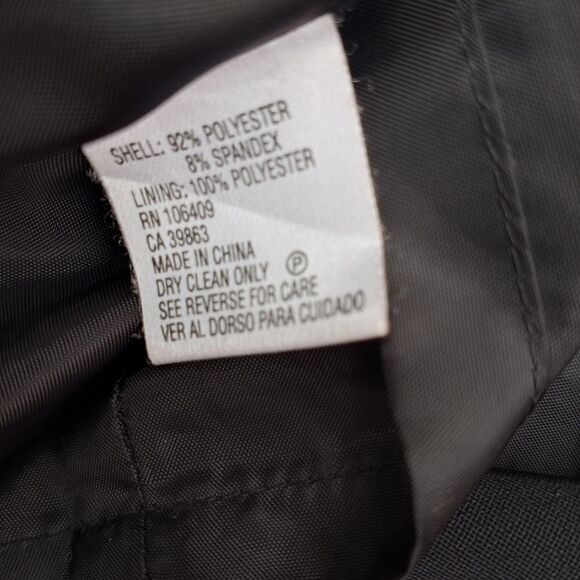 SHELL: 92% POLYESTER
8% SPANDEX
LINING: 100% POLYESTER
RN 106409
CA 39863
MADE IN CHINA
DRY CLEAN ONLY Ⓟ
SEE REVERSE FOR CARE
VER AL DORSO PARA CUIDADO